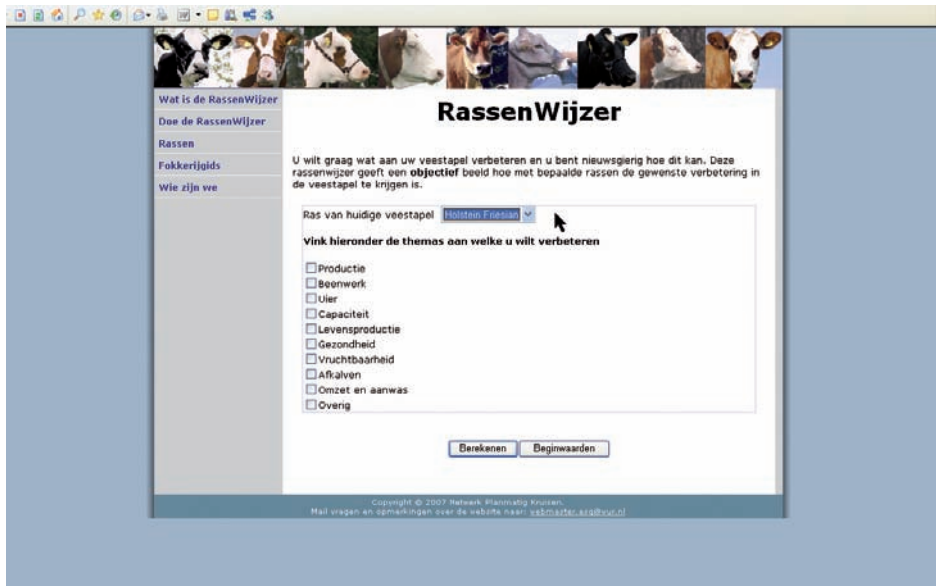 Wat is de RassenWijzer
Doe de RassenWijzer
Rassen
Fokkerijgids
Wie zijn we
RassenWijzer
U wilt graag wat aan uw veestapel verbeteren en u bent nieuwsgierig hoe dit kan. Deze
rassenwijzer geeft een objectief beeld hoe met bepaalde rassen de gewenste verbetering in
de veestapel te krijgen is.
Ras van huidige veestapel Holstein Friesian
Vink hieronder de themas aan welke u wilt verbeteren
Productie
Beenwerk
Uier
Capaciteit
Levensproductie
Gezondheid
Vruchtbaarheid
Afkalven
Omzet en aanwas
Overig
Berekenen Beginwaarden
Copyright © 2007 Netwerk Planmatig Kruisen.
Mail vragen en opmerkingen over de website naar: webmaster.asg@wur.nl